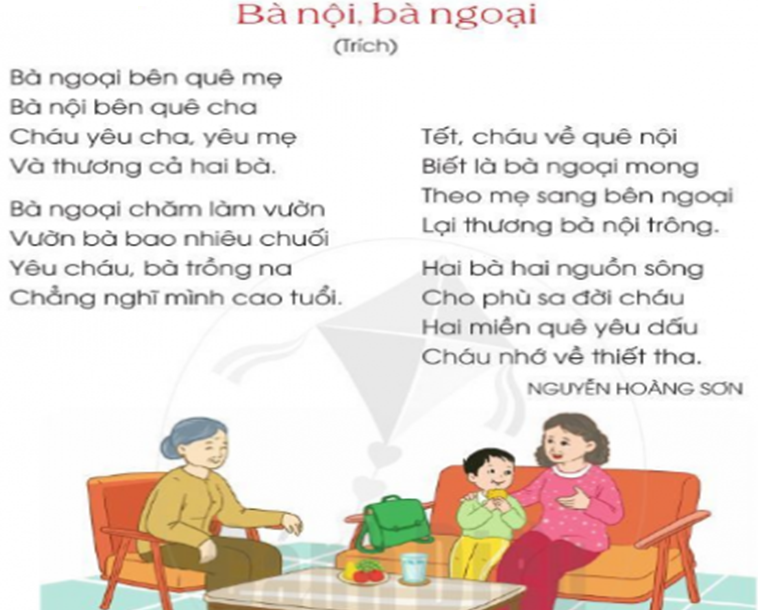 Bà nội, bà ngoại
(Trích)
Bà ngoại bên quê mẹ
Bà nội bên quê cha
Cháu yêu cha, yêu mẹ
Và thương cả hai bà.
Bà ngoại chăm làm vườn
Vườn bà bao nhiêu chuối
Yêu cháu, bà trồng na
Chẳng nghĩ mình cao tuổi.
Tết, cháu về quê nội
Biết là bà ngoại mong
Theo mẹ sang bên ngoại
Lại thương bà nội trông.
Hai bà hai nguồn sông
Cho phù sa đời cháu
Hai miền quê yêu dấu
Cháu nhớ về thiết tha.
NGUYỄN HOÀNG SƠN